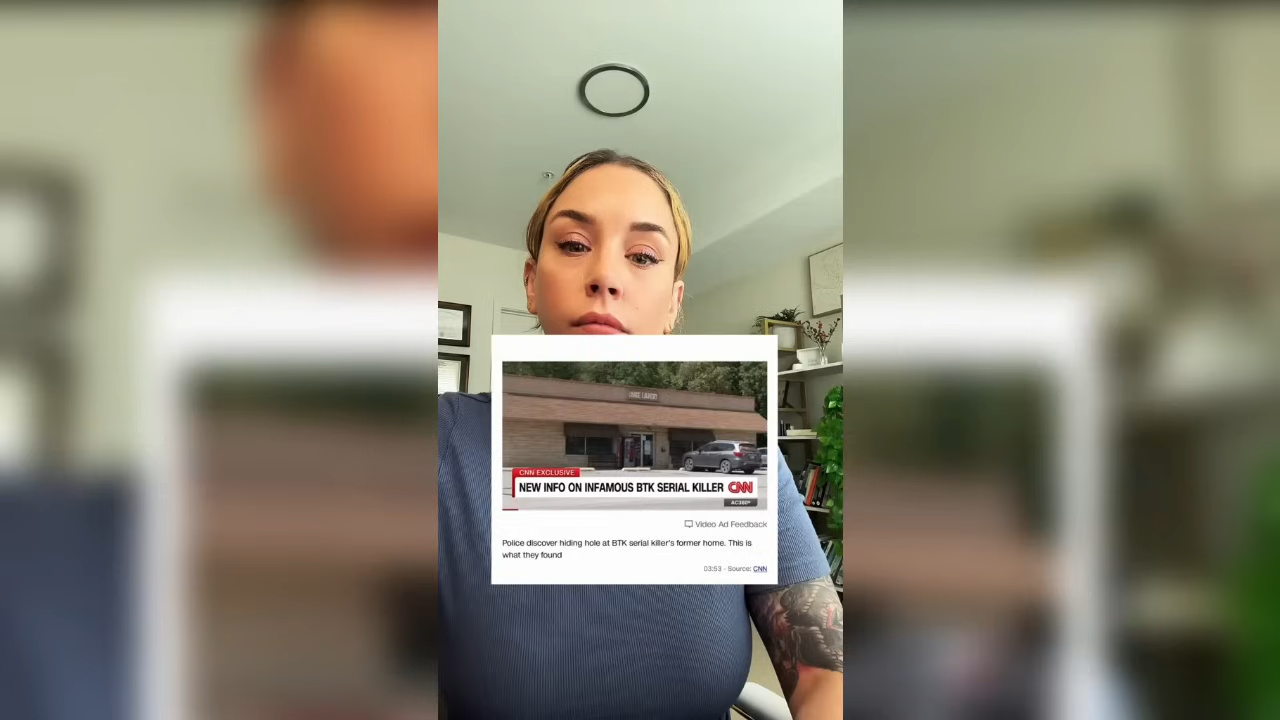 CNN EXCLUSIVE
NEW INFO ON INFAMOUS BTK SERIAL KILLER CNN
AC360°
Video Ad Feedback
Police discover hiding hole at BTK serial killer's former home. This is
what they found
03:53 - Source: CNN